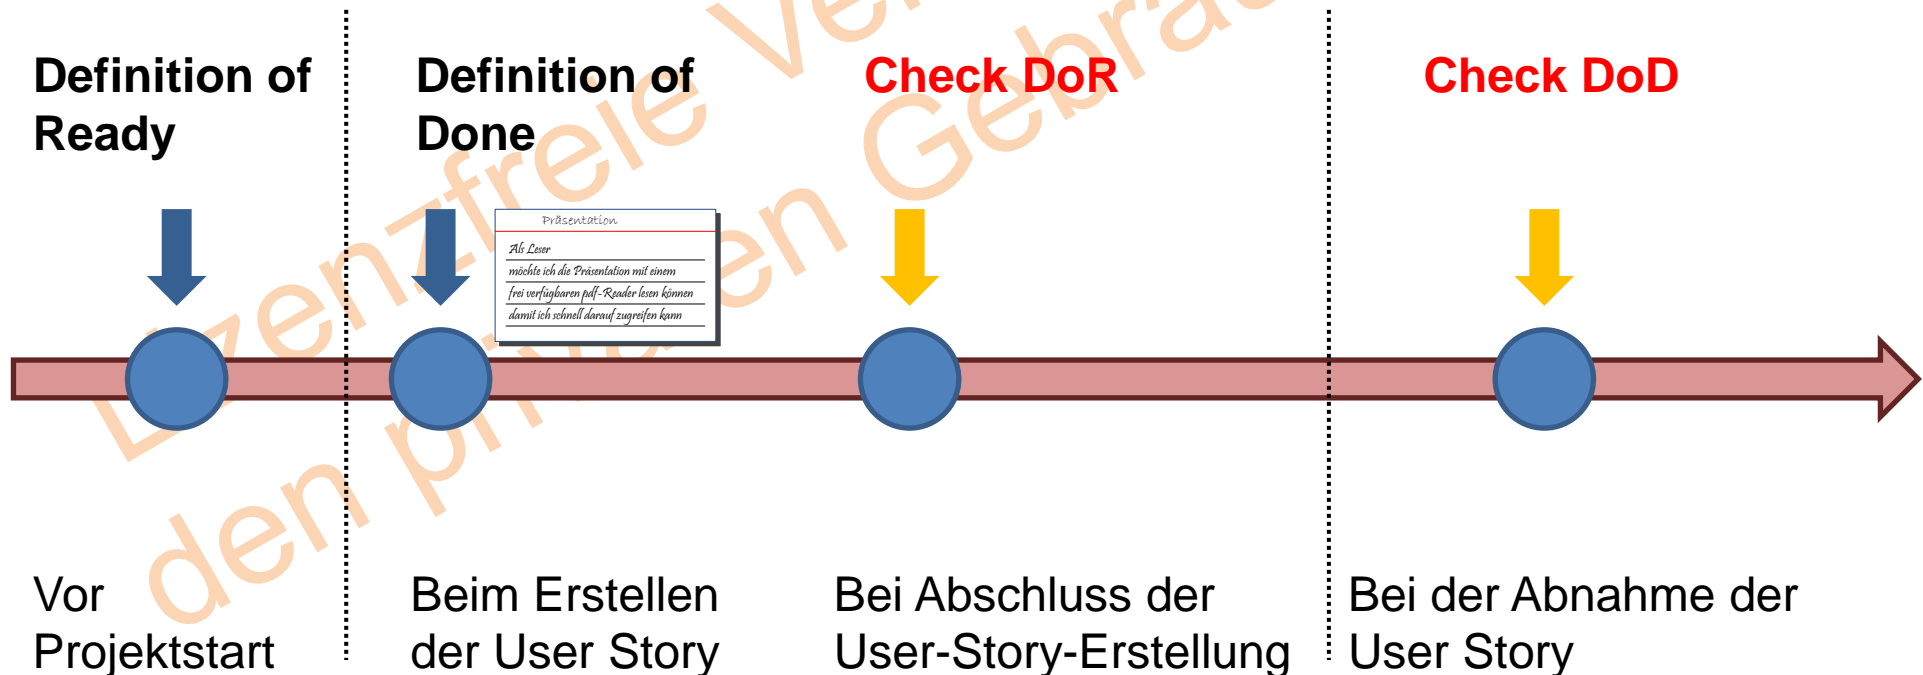 Definition of
Ready
Definition of
Done
Check DoR
Check DoD
Präsentation
Als Leser
möchte ich die Präsentation mit einem
frei verfügbaren pdf-Reader lesen können
damit ich schnell darauf zugreifen kann
Vor
Projektstart
Beim Erstellen
der User Story
Bei Abschluss der
User-Story-Erstellung
Bei der Abnahme der
User Story
Lizenzfreie
den privaten